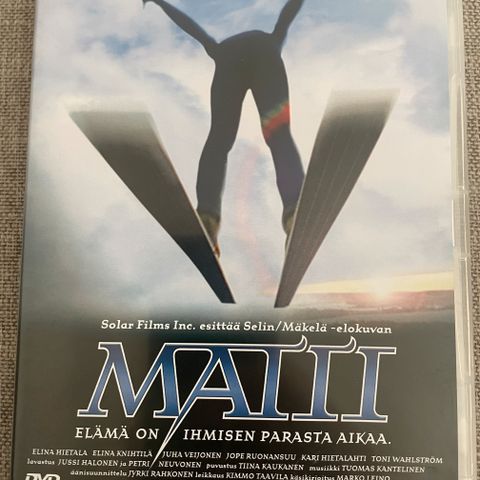 Solar Films Inc. esittää Selin/Mäkelä -elokuvan
MATTI
ELÄMÄ ON IHMISEN PARASTA AIKAA.
ELINA HIETALA ELINA KNIHTILÄ JUHA VEIJONEN JOPE RUONANSUU KARI HIETALAHTI TONI WAHLSTRÖM
lavastus JUSSI HALONEN ja PETRI NEUVONEN puvustus TIINA KAUKANEN musiikki TUOMAS KANTELINEN
äänisuunnittelu JYRKI RAHKONEN leikkaus KIMMO TAAVILA käsikirjoitus MARKO LEINO
DVD